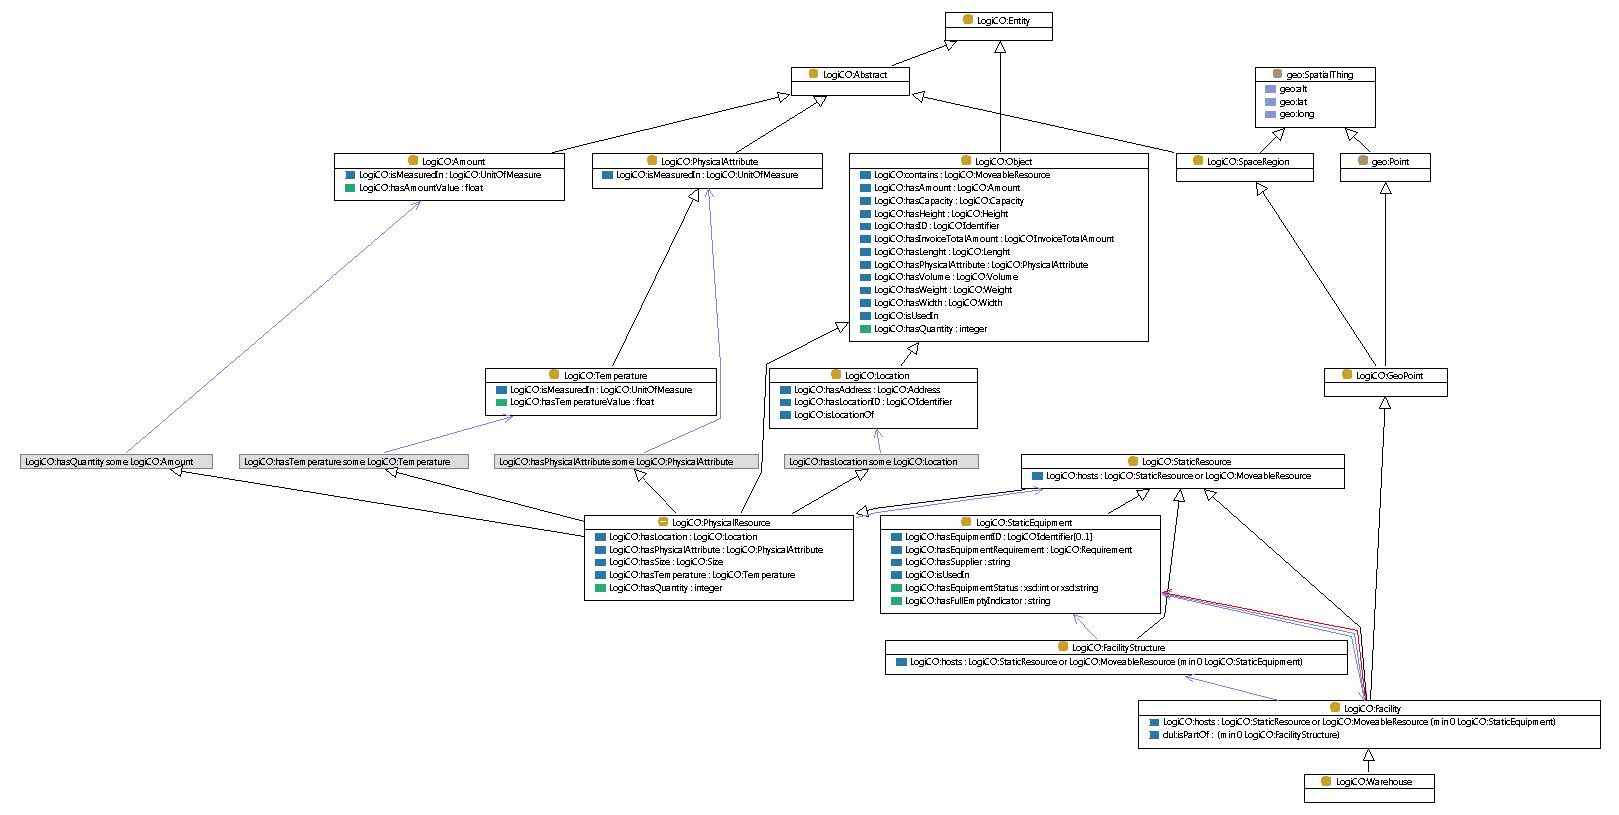 LogiCO:Entity
LogiCO:Abstract
geo:SpatialThing
geo:alt
geo:lat
geo:long
LogiCO:Amount
LogiCO:isMeasuredIn : LogiCO:UnitOfMeasure
LogiCO:hasAmountValue : float
LogiCO:PhysicalAttribute
LogiCO:isMeasuredIn : LogiCO:UnitOfMeasure
LogiCO:Object
LogiCO:contains : LogiCO:MoveableResource
LogiCO:hasAmount : LogiCO:Amount
LogiCO:hasCapacity : LogiCO:Capacity
LogiCO:hasHeight : LogiCO:Height
LogiCO:hasID : LogiCO:Identifier
LogiCO:hasInvoiceTotalAmount : LogiCO:InvoiceTotalAmount
LogiCO:hasLenght : LogiCO:Lenght
LogiCO:hasPhysicalAttribute : LogiCO:PhysicalAttribute
LogiCO:hasVolume : LogiCO:Volume
LogiCO:hasWeight : LogiCO:Weight
LogiCO:hasWidth : LogiCO:Width
LogiCO:isUsedIn
LogiCO:hasQuantity : integer
LogiCO:SpaceRegion
geo:Point
LogiCO:Temperature
LogiCO:isMeasuredIn : LogiCO:UnitOfMeasure
LogiCO:hasTemperatureValue : float
LogiCO:Location
LogiCO:hasAddress : LogiCO:Address
LogiCO:hasLocationID : LogiCO:Identifier
LogiCO:isLocationOf
LogiCO:GeoPoint
LogiCO:hasQuantity some LogiCO:Amount
LogiCO:hasTemperature some LogiCO:Temperature
LogiCO:hasPhysicalAttribute some LogiCO:PhysicalAttribute
LogiCO:hasLocation some LogiCO:Location
LogiCO:StaticResource
LogiCO:hosts : LogiCO:StaticResource or LogiCO:MoveableResource
LogiCO:PhysicalResource
LogiCO:hasLocation : LogiCO:Location
LogiCO:hasPhysicalAttribute : LogiCO:PhysicalAttribute
LogiCO:hasSize : LogiCO:Size
LogiCO:hasTemperature : LogiCO:Temperature
LogiCO:hasQuantity : integer
LogiCO:StaticEquipment
LogiCO:hasEquipmentID : LogiCO:Identifier[0..1]
LogiCO:hasEquipmentRequirement : LogiCO:Requirement
LogiCO:hasSupplier : string
LogiCO:isUsedIn
LogiCO:hasEquipmentStatus : xsd:int or xsd:string
LogiCO:hasFullEmptyIndicator : string
LogiCO:FacilityStructure
LogiCO:hosts : LogiCO:StaticResource or LogiCO:MoveableResource (min 0 LogiCO:StaticEquipment)
LogiCO:Facility
LogiCO:hosts : LogiCO:StaticResource or LogiCO:MoveableResource (min 0 LogiCO:StaticEquipment)
dul:isPartOf : (min 0 LogiCO:FacilityStructure)
LogiCO:Warehouse